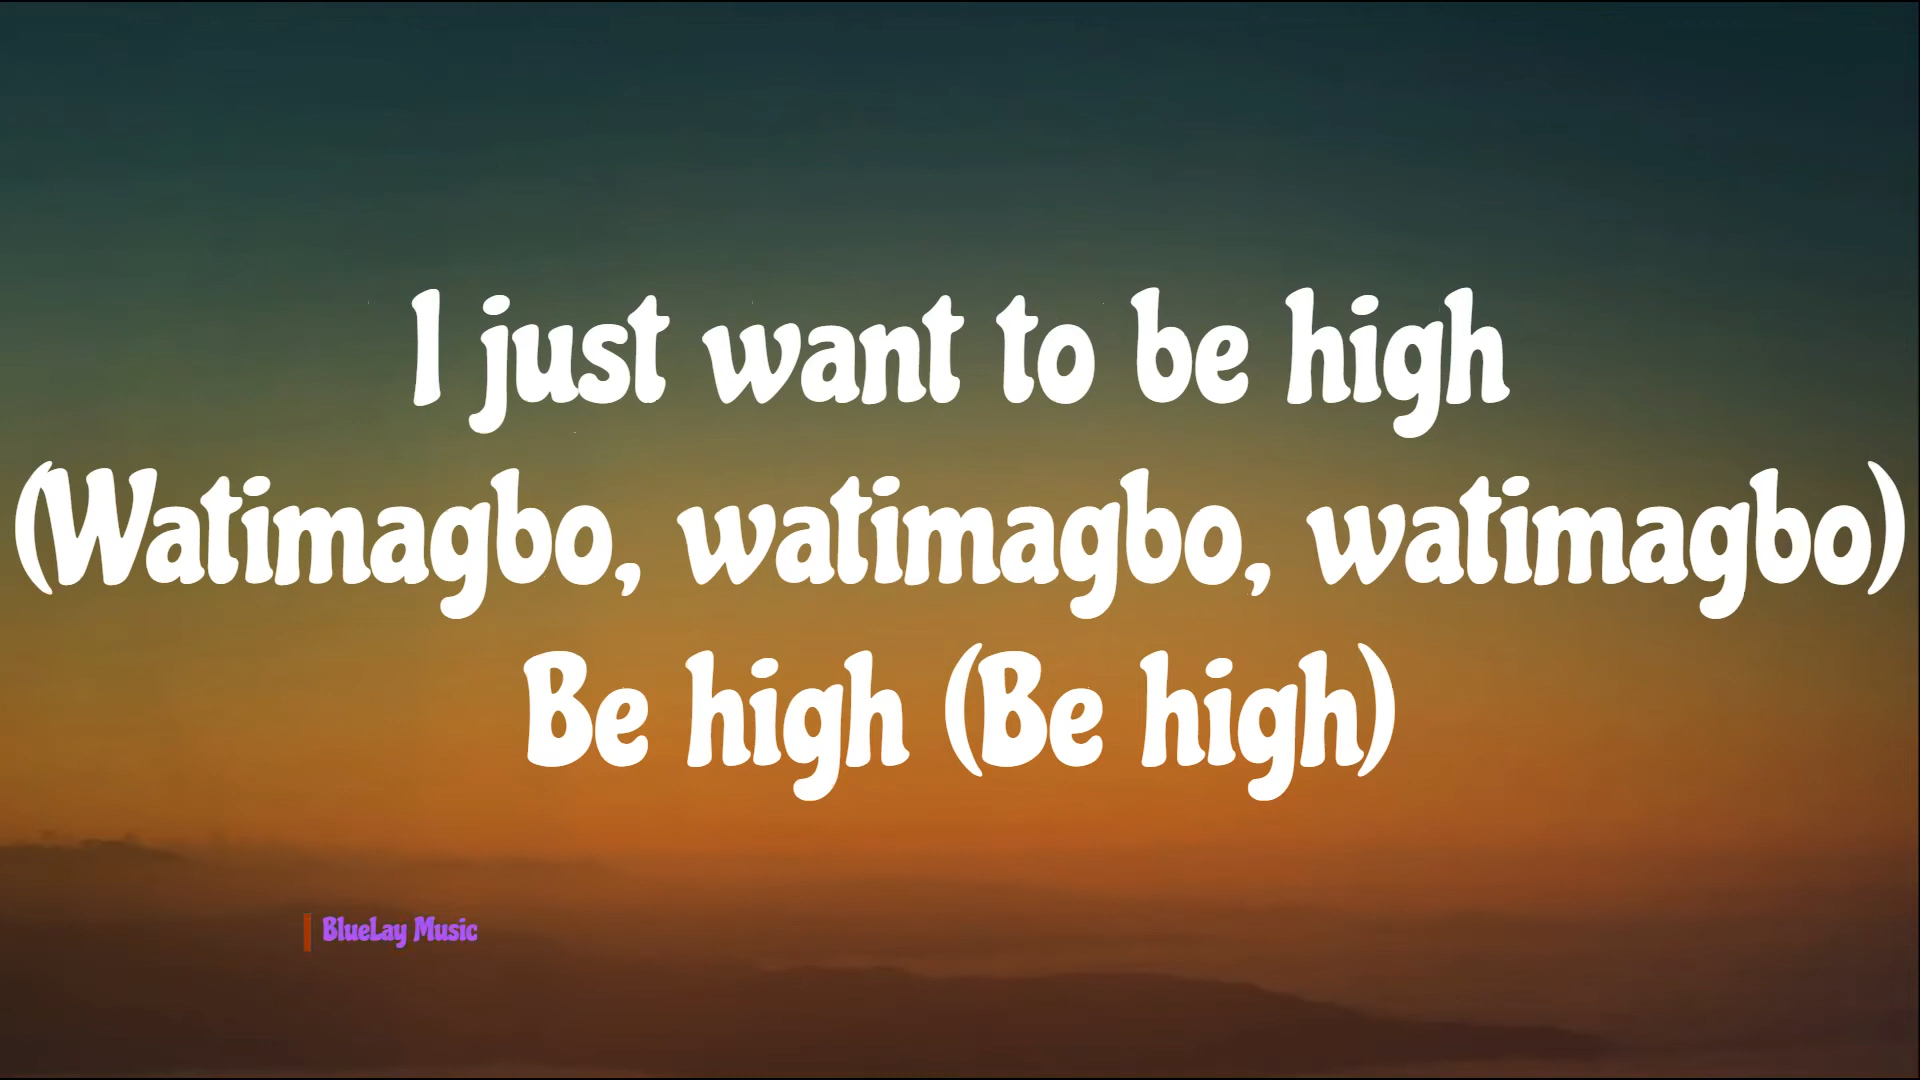 I just want to be high
(Watimagbo, watimagbo, watimagbo)
Be high (Be high)
BlueLay Music